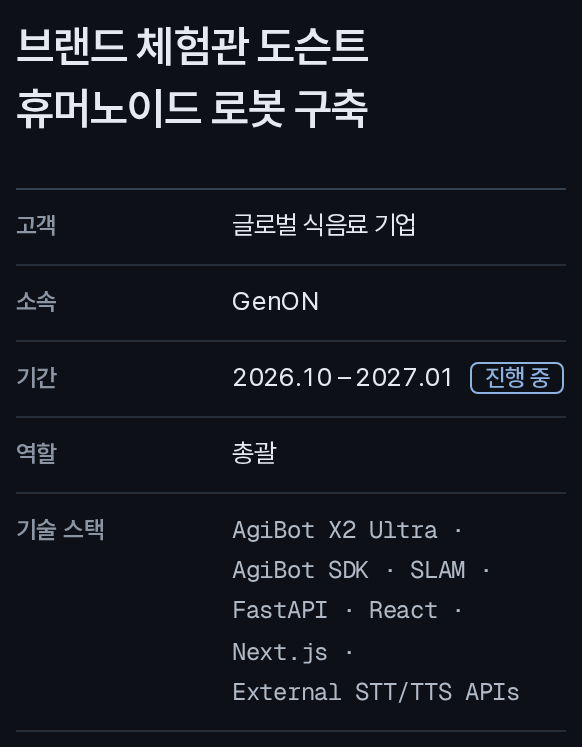 브랜드 체험관 도슨트
휴머노이드 로봇 구축
고객 글로벌 식음료 기업
소속 GenON
기간 2026.10 – 2027.01 진행 중
역할 총괄
기술 스택 AgiBot X2 Ultra ·
AgiBot SDK · SLAM ·
FastAPI · React ·
Next.js ·
External STT/TTS APIs